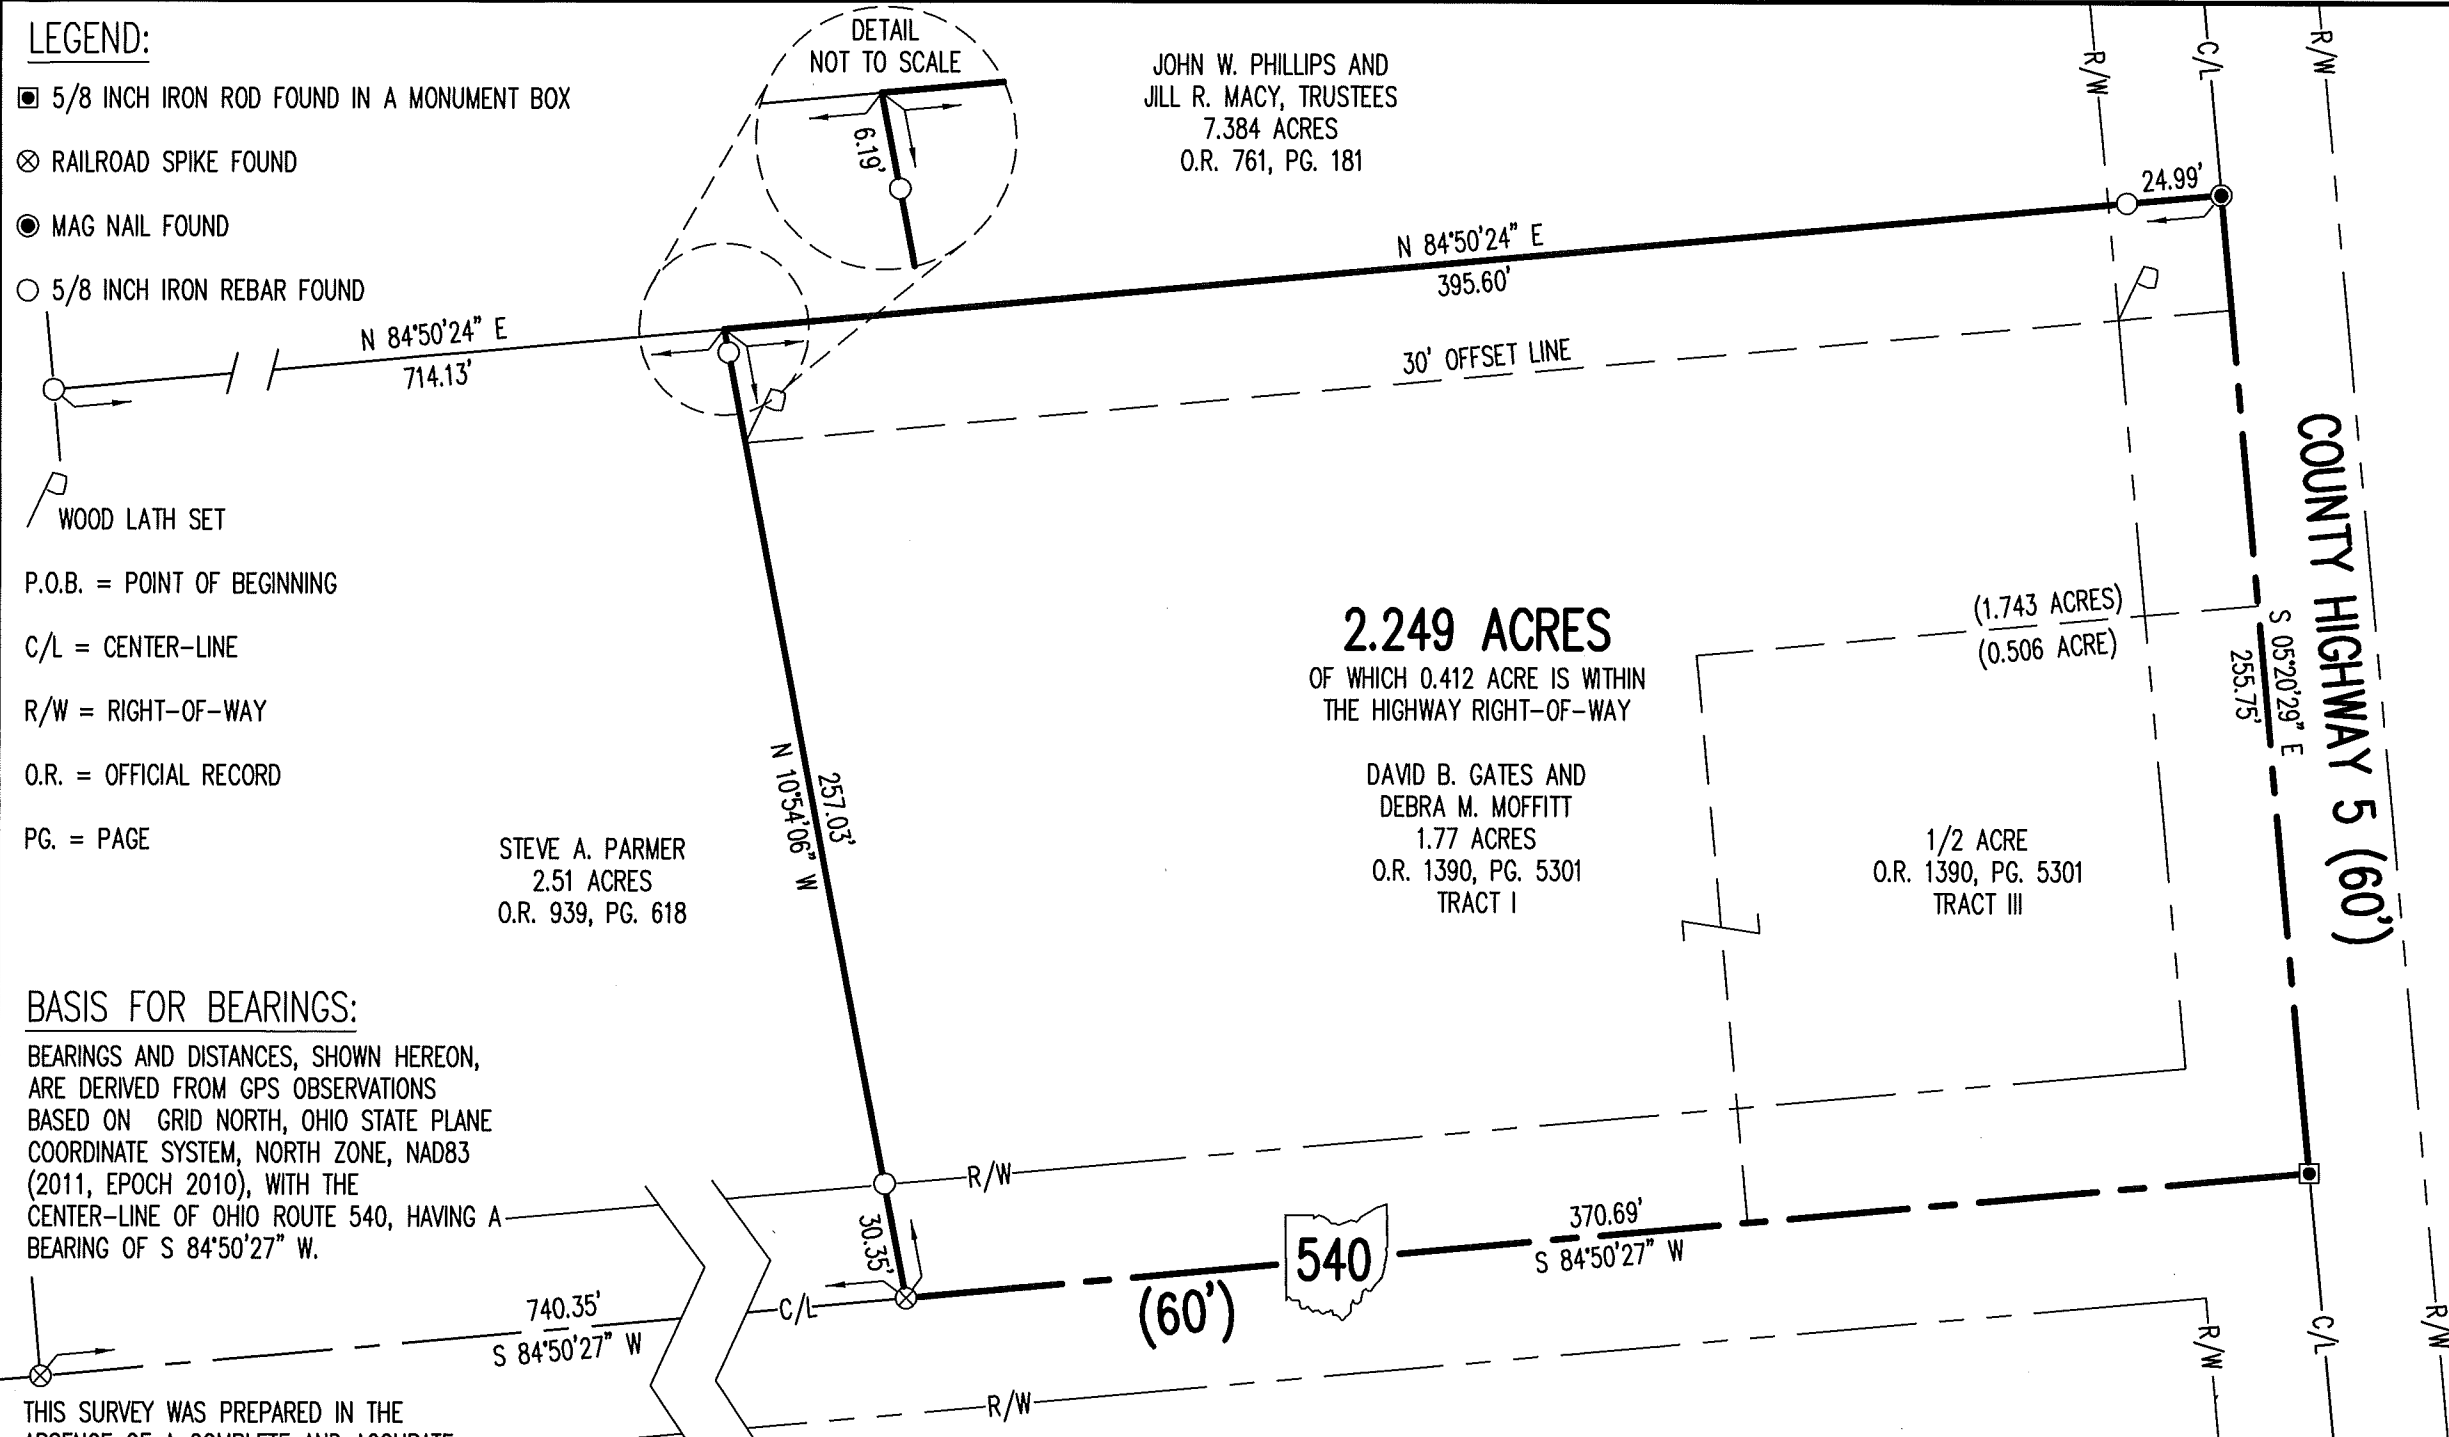 LEGEND:
5/8 INCH IRON ROD FOUND IN A MONUMENT BOX
RAILROAD SPIKE FOUND
MAG NAIL FOUND
5/8 INCH IRON REBAR FOUND
N 84°50'24" E
714.13'
WOOD LATH SET
P.O.B. = POINT OF BEGINNING
C/L = CENTER-LINE
R/W = RIGHT-OF-WAY
O.R. = OFFICIAL RECORD
PG. = PAGE
DETAIL
NOT TO SCALE
6.19'
JOHN W. PHILLIPS AND
JILL R. MACY, TRUSTEES
7.384 ACRES
O.R. 761, PG. 181
R/W
C/L
R/W
24.99'
N 84°50'24" E
395.60'
30' OFFSET LINE
2.249 ACRES
OF WHICH 0.412 ACRE IS WITHIN
THE HIGHWAY RIGHT-OF-WAY
DAVID B. GATES AND
DEBRA M. MOFFITT
1.77 ACRES
O.R. 1390, PG. 5301
TRACT I
(1.743 ACRES)
(0.506 ACRE)
1/2 ACRE
O.R. 1390, PG. 5301
TRACT III
S 05°20'29" E
255.75'
COUNTY HIGHWAY 5 (60')
257.03'
N 10°54'06" W
STEVE A. PARMER
2.51 ACRES
O.R. 939, PG. 618
BASIS FOR BEARINGS:
BEARINGS AND DISTANCES, SHOWN HEREON,
ARE DERIVED FROM GPS OBSERVATIONS
BASED ON GRID NORTH, OHIO STATE PLANE
COORDINATE SYSTEM, NORTH ZONE, NAD83
(2011, EPOCH 2010), WITH THE
CENTER-LINE OF OHIO ROUTE 540, HAVING A
BEARING OF S 84°50'27" W.
R/W
30.35'
370.69'
S 84°50'27" W
540
(60')
C/L
740.35'
S 84°50'27" W
R/W
R/W
C/L
R/W
THIS SURVEY WAS PREPARED IN THE
ABSENCE OF A COMPLETE AND ACCURATE